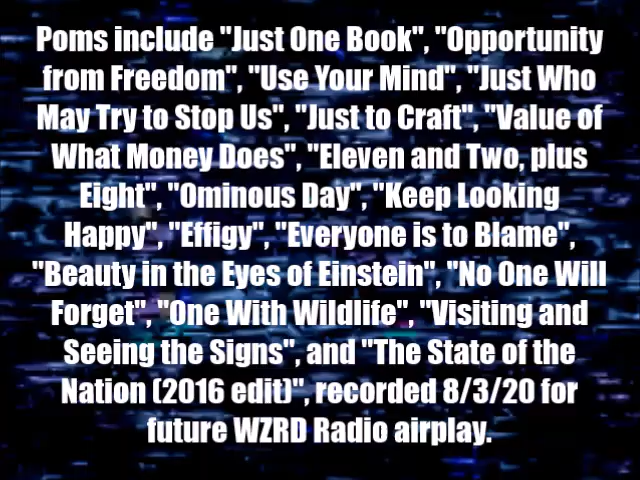 Poms include "Just One Book", "Opportunity
from Freedom", "Use Your Mind", "Just Who
May Try to Stop Us", "Just to Craft", "Value of
What Money Does", "Eleven and Two, plus
Eight", "Ominous Day", "Keep Looking
Happy", "Effigy", "Everyone is to Blame",
"Beauty in the Eyes of Einstein", "No One Will
Forget", "One With Wildlife", "Visiting and
Seeing the Signs", and "The State of the
Nation (2016 edit)", recorded 8/3/20 for
future WZRD Radio airplay.